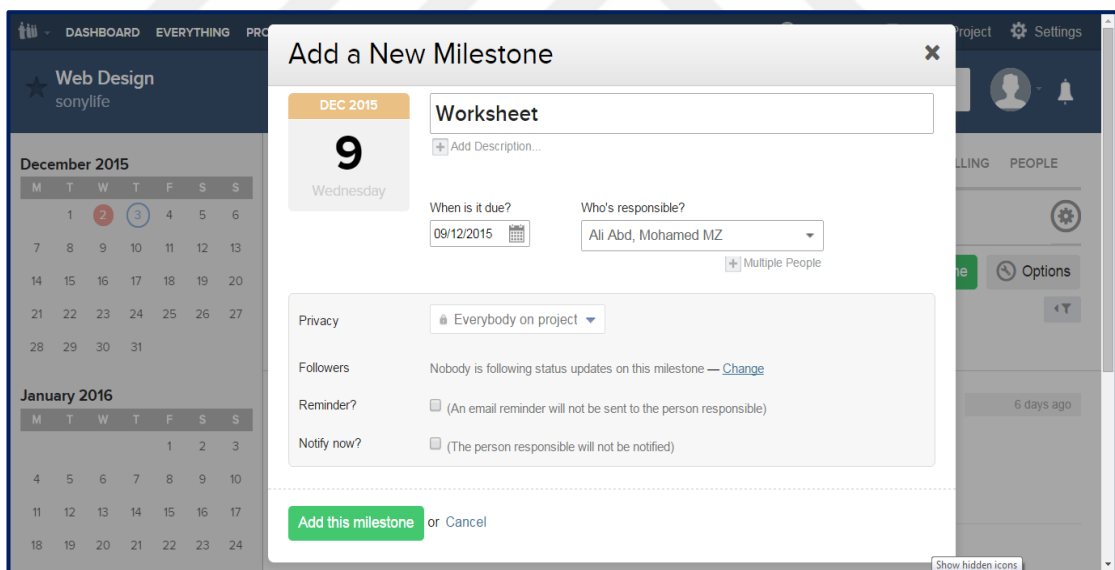 DASHBOARD EVERYTHING PRO
Project Settings
Web Design
sonylife
LLING PEOPLE
Options
6 days ago
December 2015
M T W T F S S
1 2 3 4 5 6
7 8 9 10 11 12 13
14 15 16 17 18 19 20
21 22 23 24 25 26 27
28 29 30 31
January 2016
M T W T F S S
1 2 3
4 5 6 7 8 9 10
11 12 13 14 15 16 17
18 19 20 21 22 23 24
Add a New Milestone
DEC 2015
9
Wednesday
Worksheet
Add Description...
When is it due?
Who's responsible?
09/12/2015
Ali Abd, Mohamed MZ
Multiple People
Privacy
Everybody on project
Followers
Nobody is following status updates on this milestone — Change
Reminder?
(An email reminder will not be sent to the person responsible)
Notify now?
(The person responsible will not be notified)
Add this milestone or Cancel
Show hidden icons